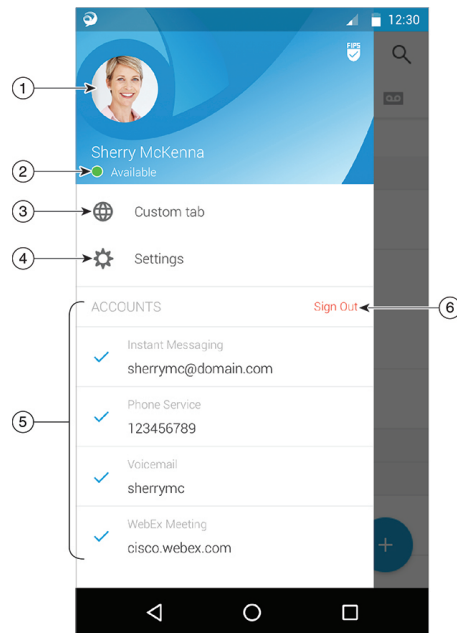 12:30
FIPS
1
Sherry McKenna
2
Available
3
Custom tab
4
Settings
ACCOUNTS
Sign Out
6
Instant Messaging
sherrymc@domain.com
Phone Service
5
123456789
Voicemail
sherrymc
WebEx Meeting
cisco.webex.com